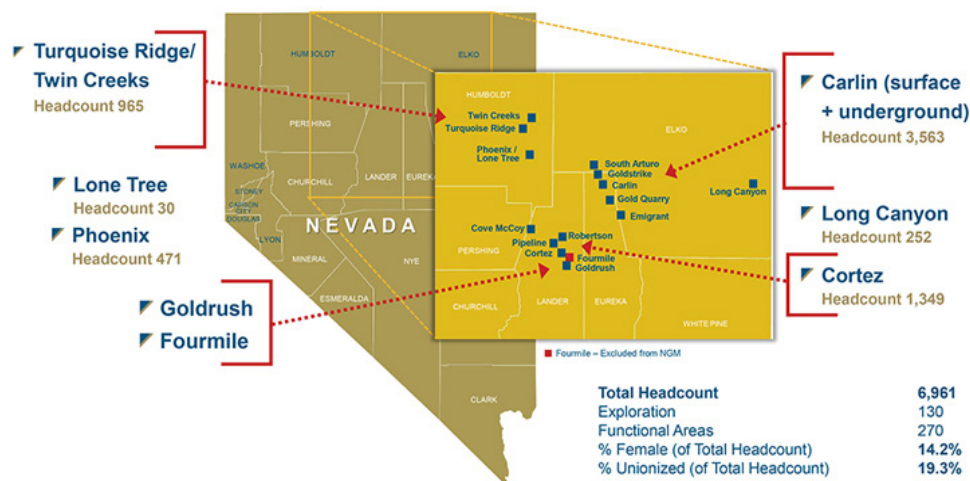 Turquoise Ridge/
Twin Creeks
Headcount 965
Lone Tree
Headcount 30
Phoenix
Headcount 471
Goldrush
Fourmile
HUMBOLDT
ELKO
PERSHING
WASHOE
CHURCHILL
LANDER
EUREKA
STOREY
CARSON
CITY
DOUGLAS
LYON
NEVADA
MINERAL
NYE
ESMERALDA
CLARK
HUMBOLDT
ELKO
Twin Creeks
Turquoise Ridge
Phoenix /
Lone Tree
South Arturo
Goldstrike
Carlin
Gold Quarry
Emigrant
Long Canyon
Cove McCoy
Robertson
Pipeline
Cortez
Fourmile
Goldrush
PERSHING
CHURCHILL
LANDER
EUREKA
WHITE PINE
Fourmile – Excluded from NGM
Carlin (surface
+ underground)
Headcount 3,563
Long Canyon
Headcount 252
Cortez
Headcount 1,349
Total Headcount 6,961
Exploration 130
Functional Areas 270
% Female (of Total Headcount) 14.2%
% Unionized (of Total Headcount) 19.3%